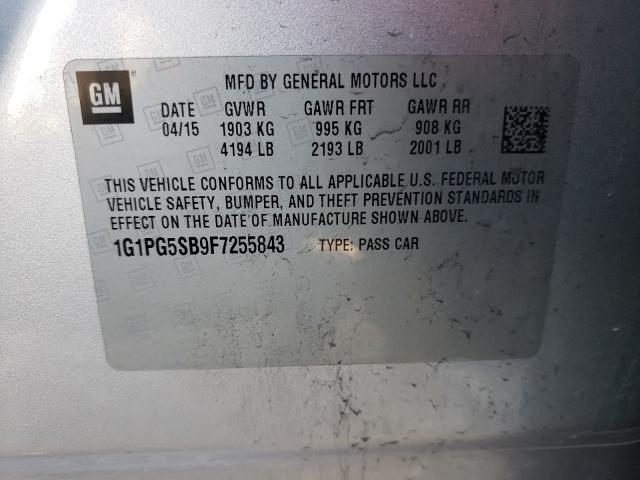 GM
MFD BY GENERAL MOTORS LLC
DATE GVWR GAWR FRT GAWR RR
04/15 1903 KG 995 KG 908 KG
4194 LB 2193 LB 2001 LB
THIS VEHICLE CONFORMS TO ALL APPLICABLE U.S. FEDERAL MOTOR
VEHICLE SAFETY, BUMPER, AND THEFT PREVENTION STANDARDS IN
EFFECT ON THE DATE OF MANUFACTURE SHOWN ABOVE.
1G1PG5SB9F7255843 TYPE: PASS CAR